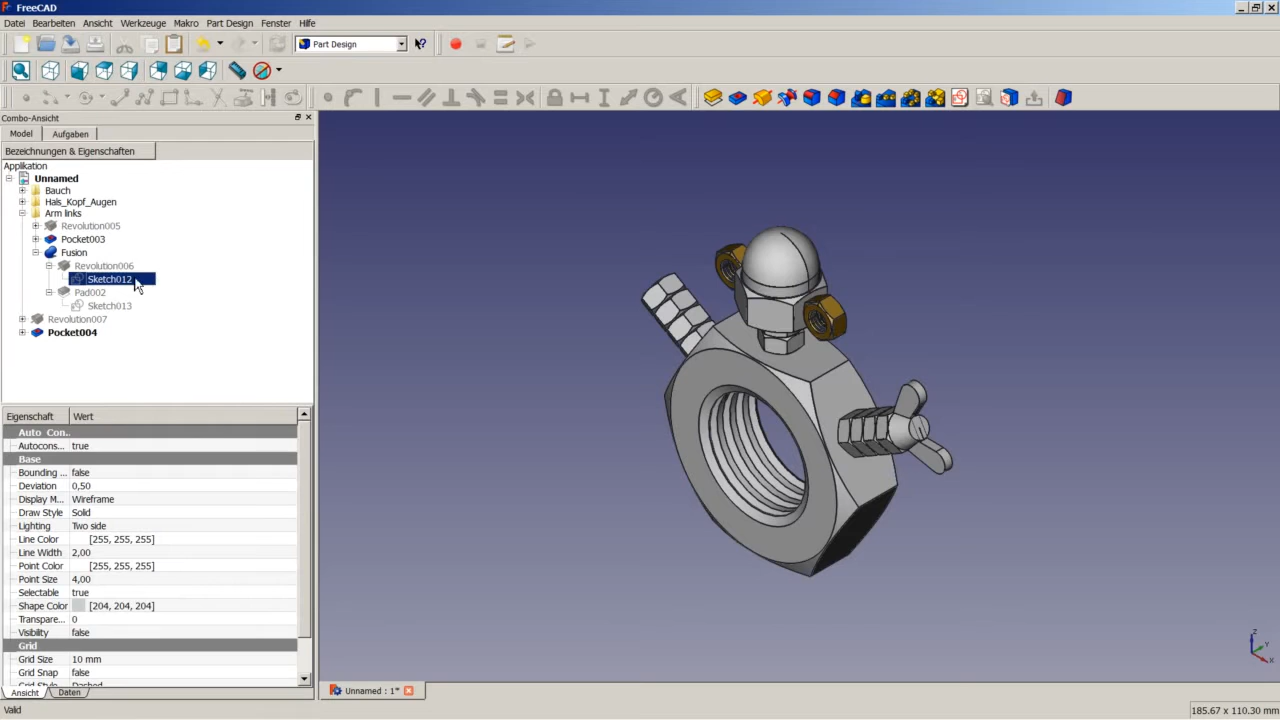 FreeCAD
Datei Bearbeiten Ansicht Werkzeuge Makro Part Design Fenster Hilfe
Part Design
Combo-Ansicht
Model Aufgaben
Bezeichnungen & Eigenschaften
Applikation
Unnamed
Bauch
Hals_Kopf_Augen
Arm links
Revolution005
Pocket003
Fusion
Revolution006
Sketch012
Pad002
Sketch013
Revolution007
Pocket004
Eigenschaft Wert
Auto Con..
Autocons... true
Base
Bounding ... false
Deviation 0,50
Display M... Wireframe
Draw Style Solid
Lighting Two side
Line Color [255, 255, 255]
Line Width 2,00
Point Color [255, 255, 255]
Point Size 4,00
Selectable true
Shape Color [204, 204, 204]
Transpare... 0
Visibility false
Grid
Grid Size 10 mm
Grid Snap false
Grid Style Dashed
Ansicht Daten
Unnamed : 1*
Z
Y
X
Valid
185.67 x 110.30 mm